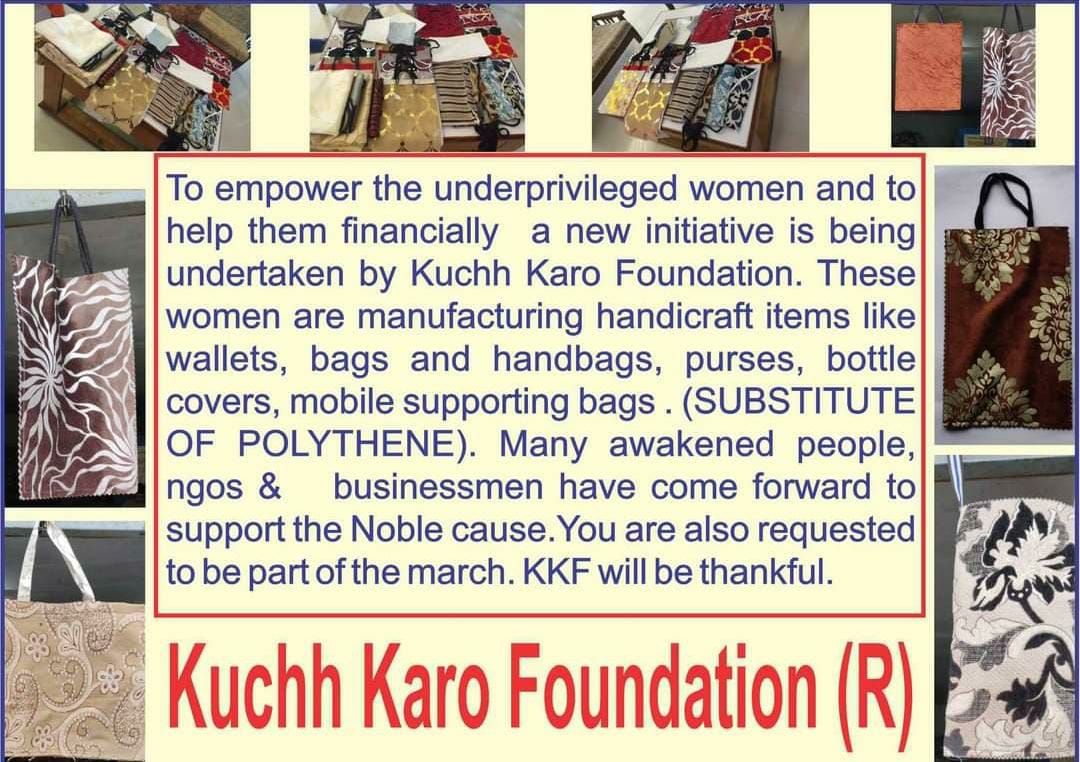 To empower the underprivileged women and to
help them financially a new initiative is being
undertaken by Kuchh Karo Foundation. These
women are manufacturing handicraft items like
wallets, bags and handbags, purses, bottle
covers, mobile supporting bags . (SUBSTITUTE
OF POLYTHENE). Many awakened people,
ngos & businessmen have come forward to
support the Noble cause.You are also requested
to be part of the march. KKF will be thankful.
Kuchh Karo Foundation (R)